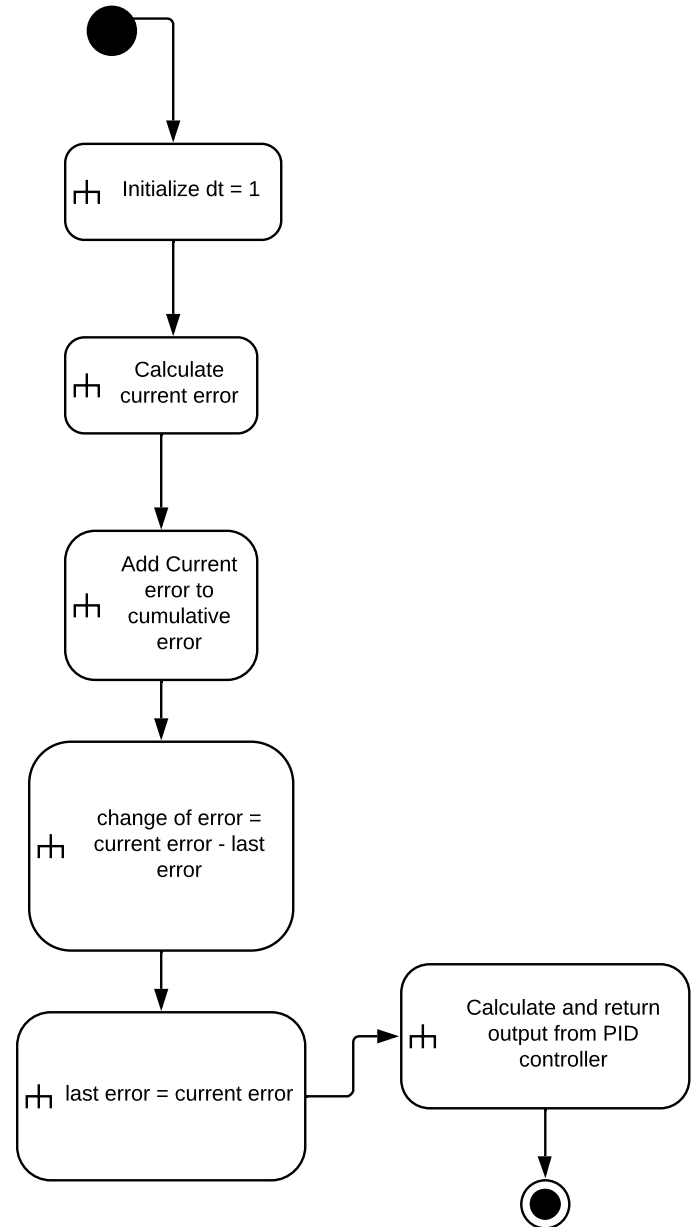 Initialize dt = 1
Calculate
current error
Add Current
error to
cumulative
error
change of error =
current error - last
error
last error = current error
Calculate and return
output from PID
controller